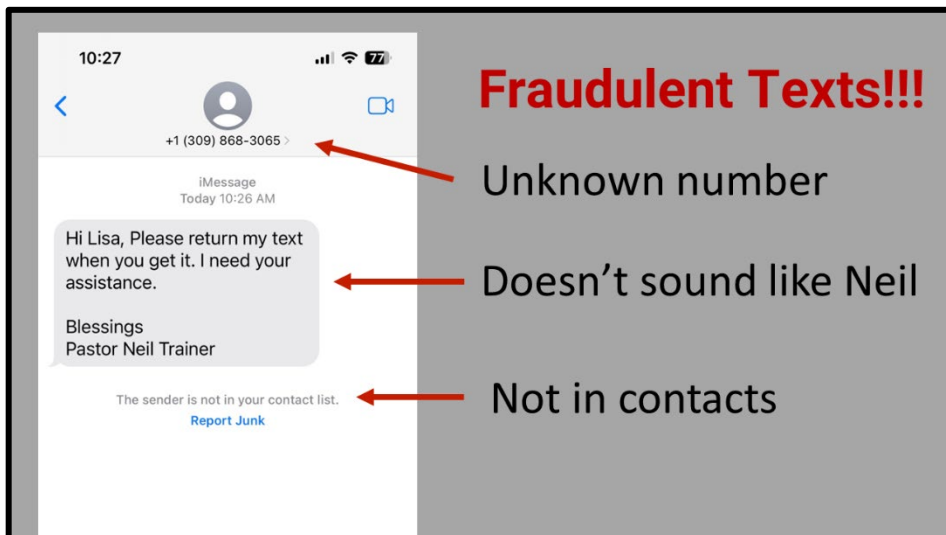 10:27
77
Fraudulent Texts!!!
+1 (309) 868-3065 >
Unknown number
iMessage
Today 10:26 AM
Hi Lisa, Please return my text
when you get it. I need your
assistance.
Blessings
Pastor Neil Trainer
Doesn’t sound like Neil
The sender is not in your contact list.
Report Junk
Not in contacts